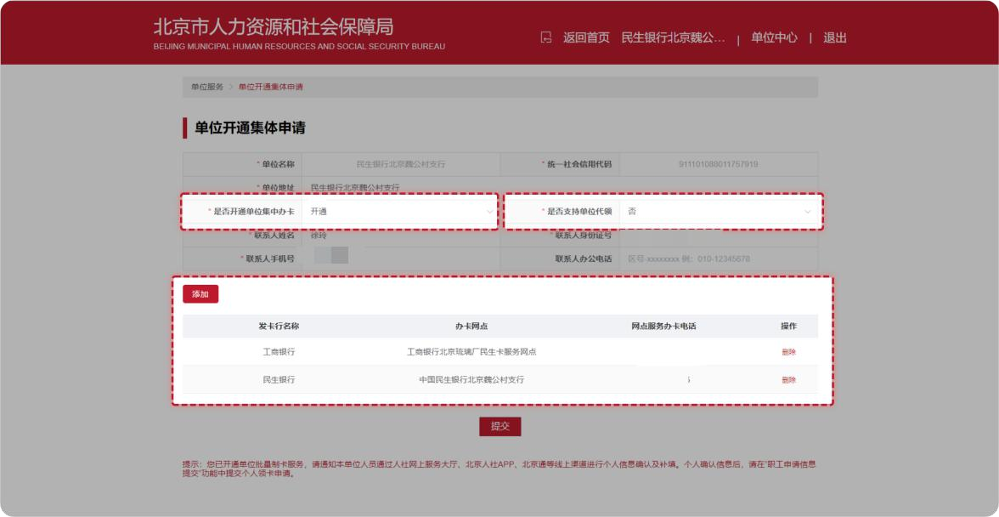 北京市人力资源和社会保障局
BEIJING MUNICIPAL HUMAN RESOURCES AND SOCIAL SECURITY BUREAU
返回首页 民生银行北京魏公... | 单位中心 | 退出
单位服务 > 单位开通集体申请
单位开通集体申请
* 单位名称 民生银行北京魏公村支行 * 统一社会信用代码 911101088011757919
* 单位地址 民生银行北京魏公村支行
* 是否开通单位集中办卡 开通 * 是否支持单位代领 否
* 联系人姓名 徐玲 * 联系人身份证号
* 联系人手机号 联系人办公电话 区号-xxxxxxxx 例：010-12345678
添加
发卡行名称 办卡网点 网点服务办卡电话 操作
工商银行 工商银行北京琉璃厂民生卡服务网点 删除
民生银行 中国民生银行北京魏公村支行 删除
提交
提示：您已开通单位批量制卡服务，请通知本单位人员通过人社网上服务大厅、北京人社APP、北京通等线上渠道进行个人信息确认及补填。个人确认信息后，请在"职工申请信息
提交"功能中提交个人领卡申请。